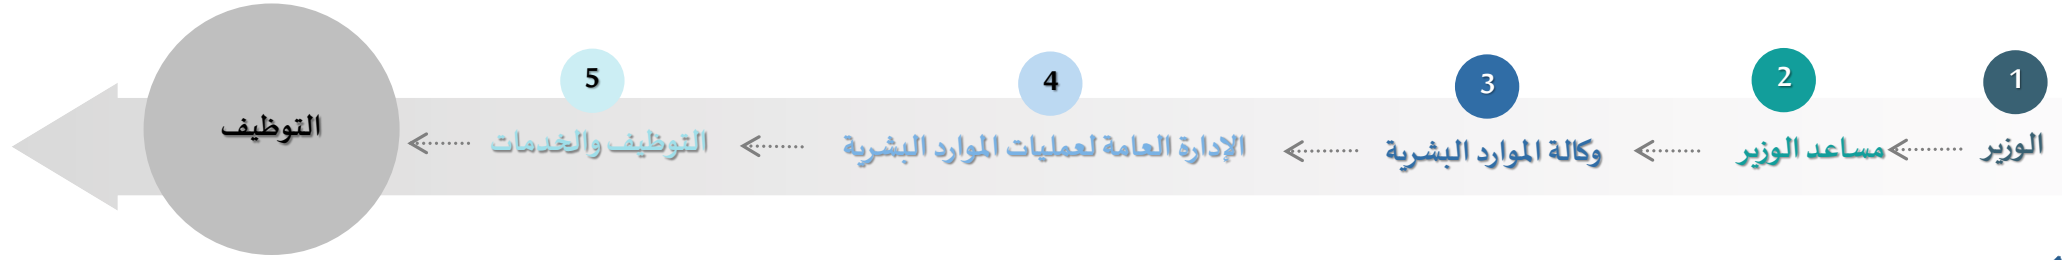 1
الوزير
2
مساعد الوزير
3
وكالة الموارد البشرية
4
الإدارة العامة لعمليات الموارد البشرية
5
التوظيف والخدمات
التوظيف